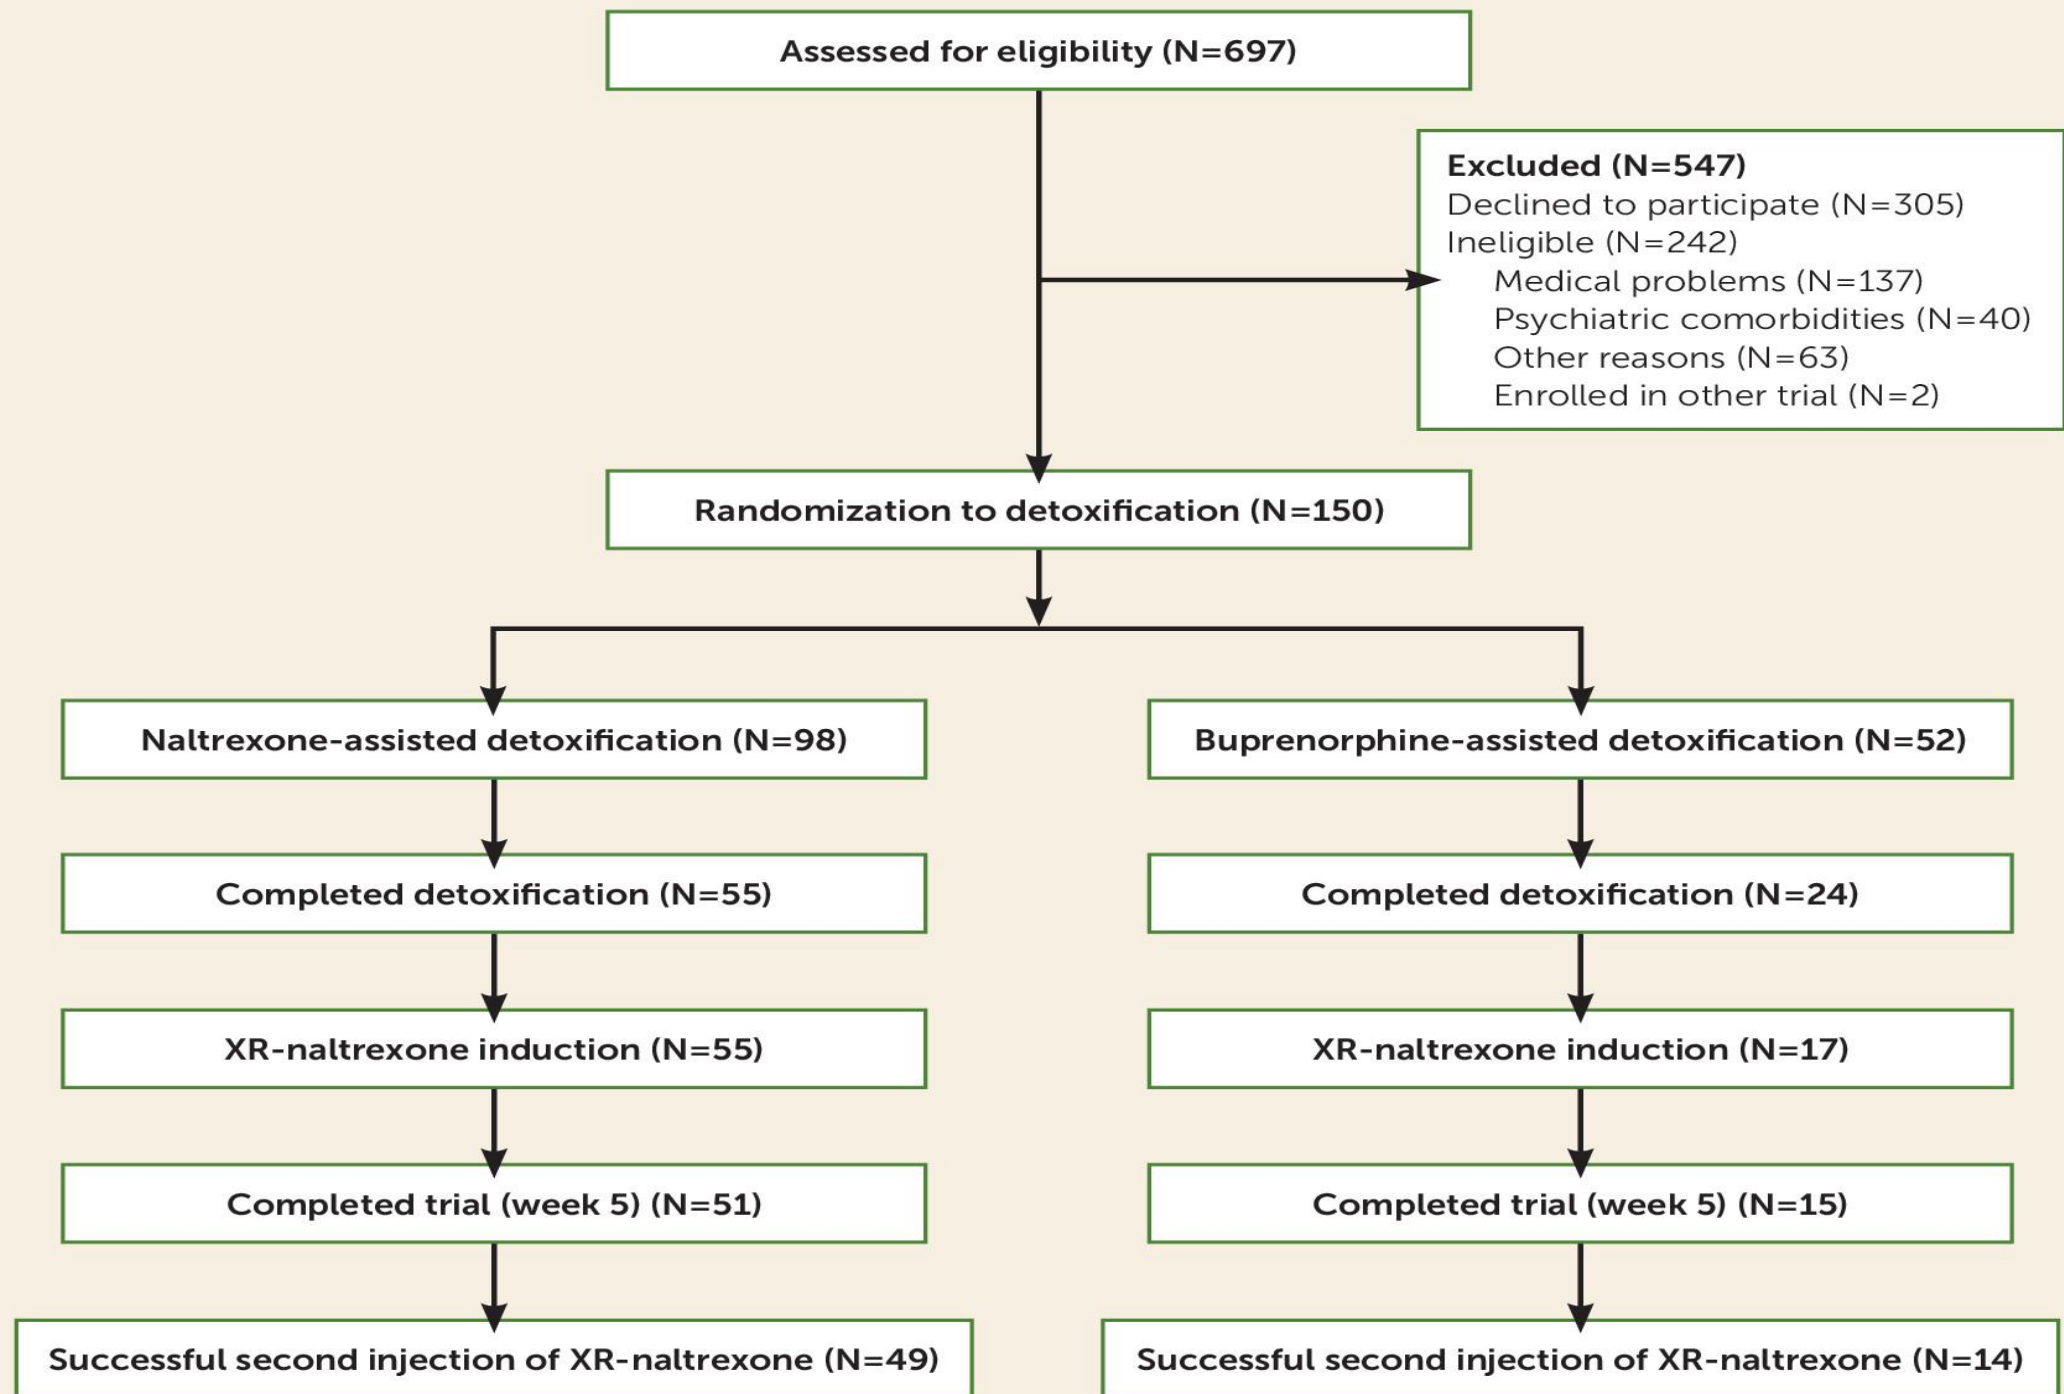 Assessed for eligibility (N=697)
Excluded (N=547)
Declined to participate (N=305)
Ineligible (N=242)
Medical problems (N=137)
Psychiatric comorbidities (N=40)
Other reasons (N=63)
Enrolled in other trial (N=2)
Randomization to detoxification (N=150)
Naltrexone-assisted detoxification (N=98)
Buprenorphine-assisted detoxification (N=52)
Completed detoxification (N=55)
Completed detoxification (N=24)
XR-naltrexone induction (N=55)
XR-naltrexone induction (N=17)
Completed trial (week 5) (N=51)
Completed trial (week 5) (N=15)
Successful second injection of XR-naltrexone (N=49)
Successful second injection of XR-naltrexone (N=14)